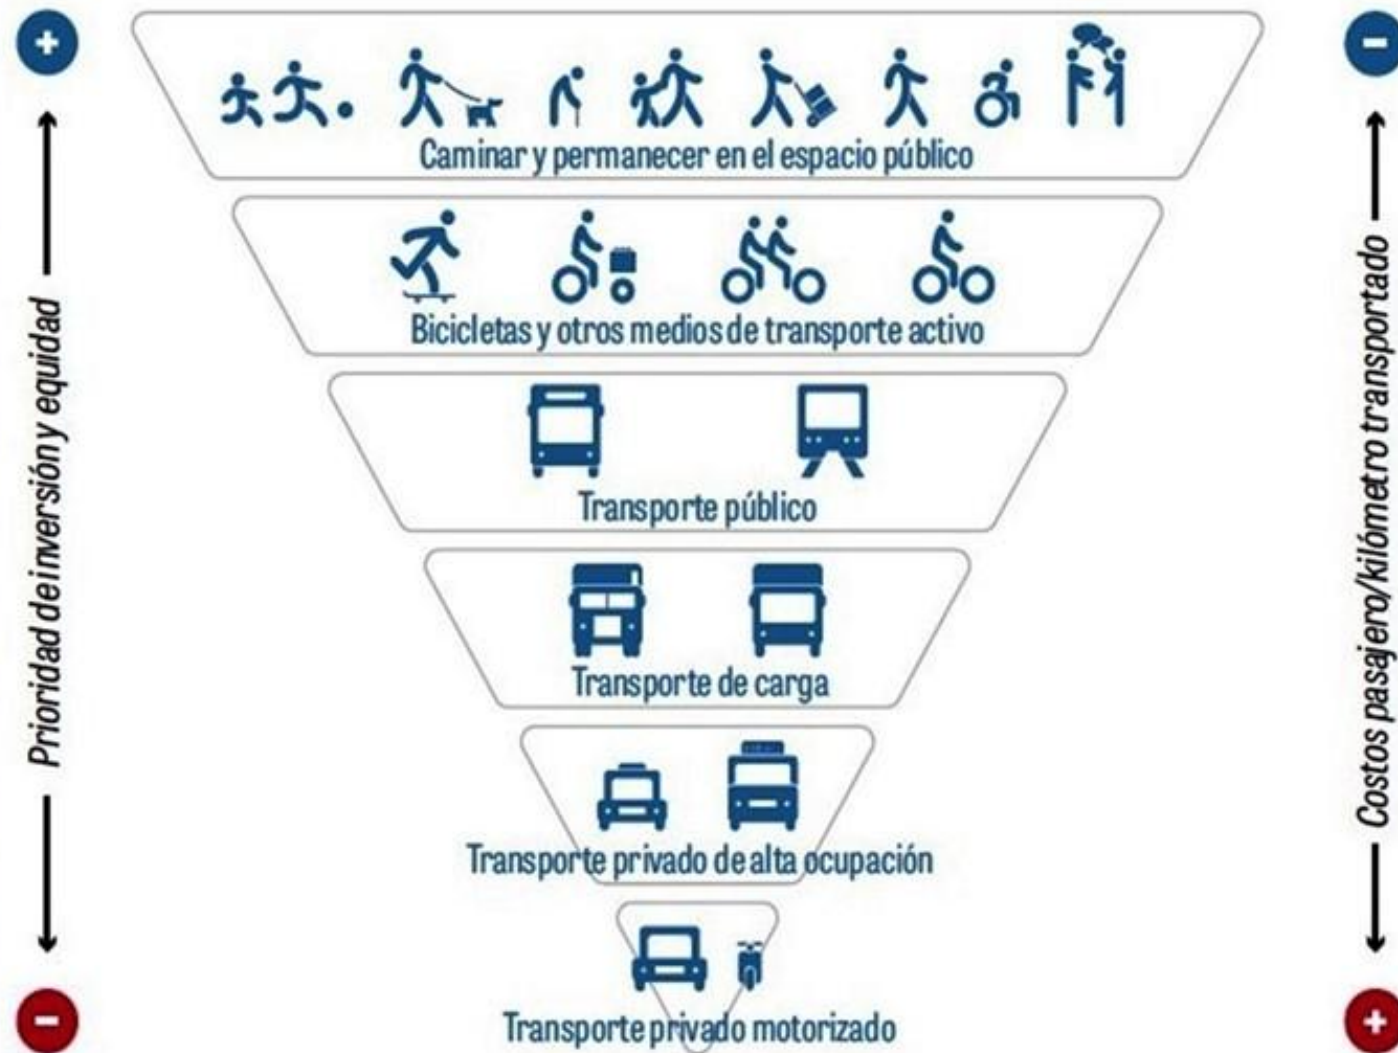 +
−
Caminar y permanecer en el espacio público
Bicicletas y otros medios de transporte activo
Transporte público
Transporte de carga
Transporte privado de alta ocupación
Transporte privado motorizado
Prioridad de inversión y equidad
Costos pasajero/kilómetro transportado
−
+